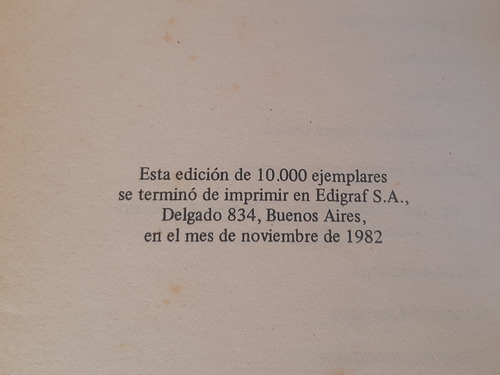 Esta edición de 10.000 ejemplares
se terminó de imprimir en Edigraf S.A.,
Delgado 834, Buenos Aires,
en el mes de noviembre de 1982